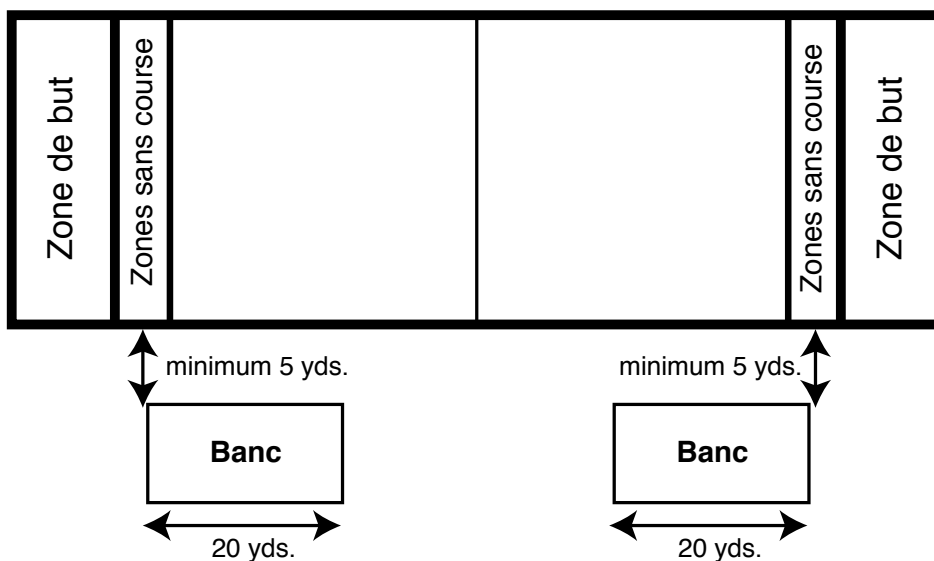 Zone de but
Zones sans course
Zones sans course
Zone de but
minimum 5 yds.
minimum 5 yds.
Banc
Banc
20 yds.
20 yds.